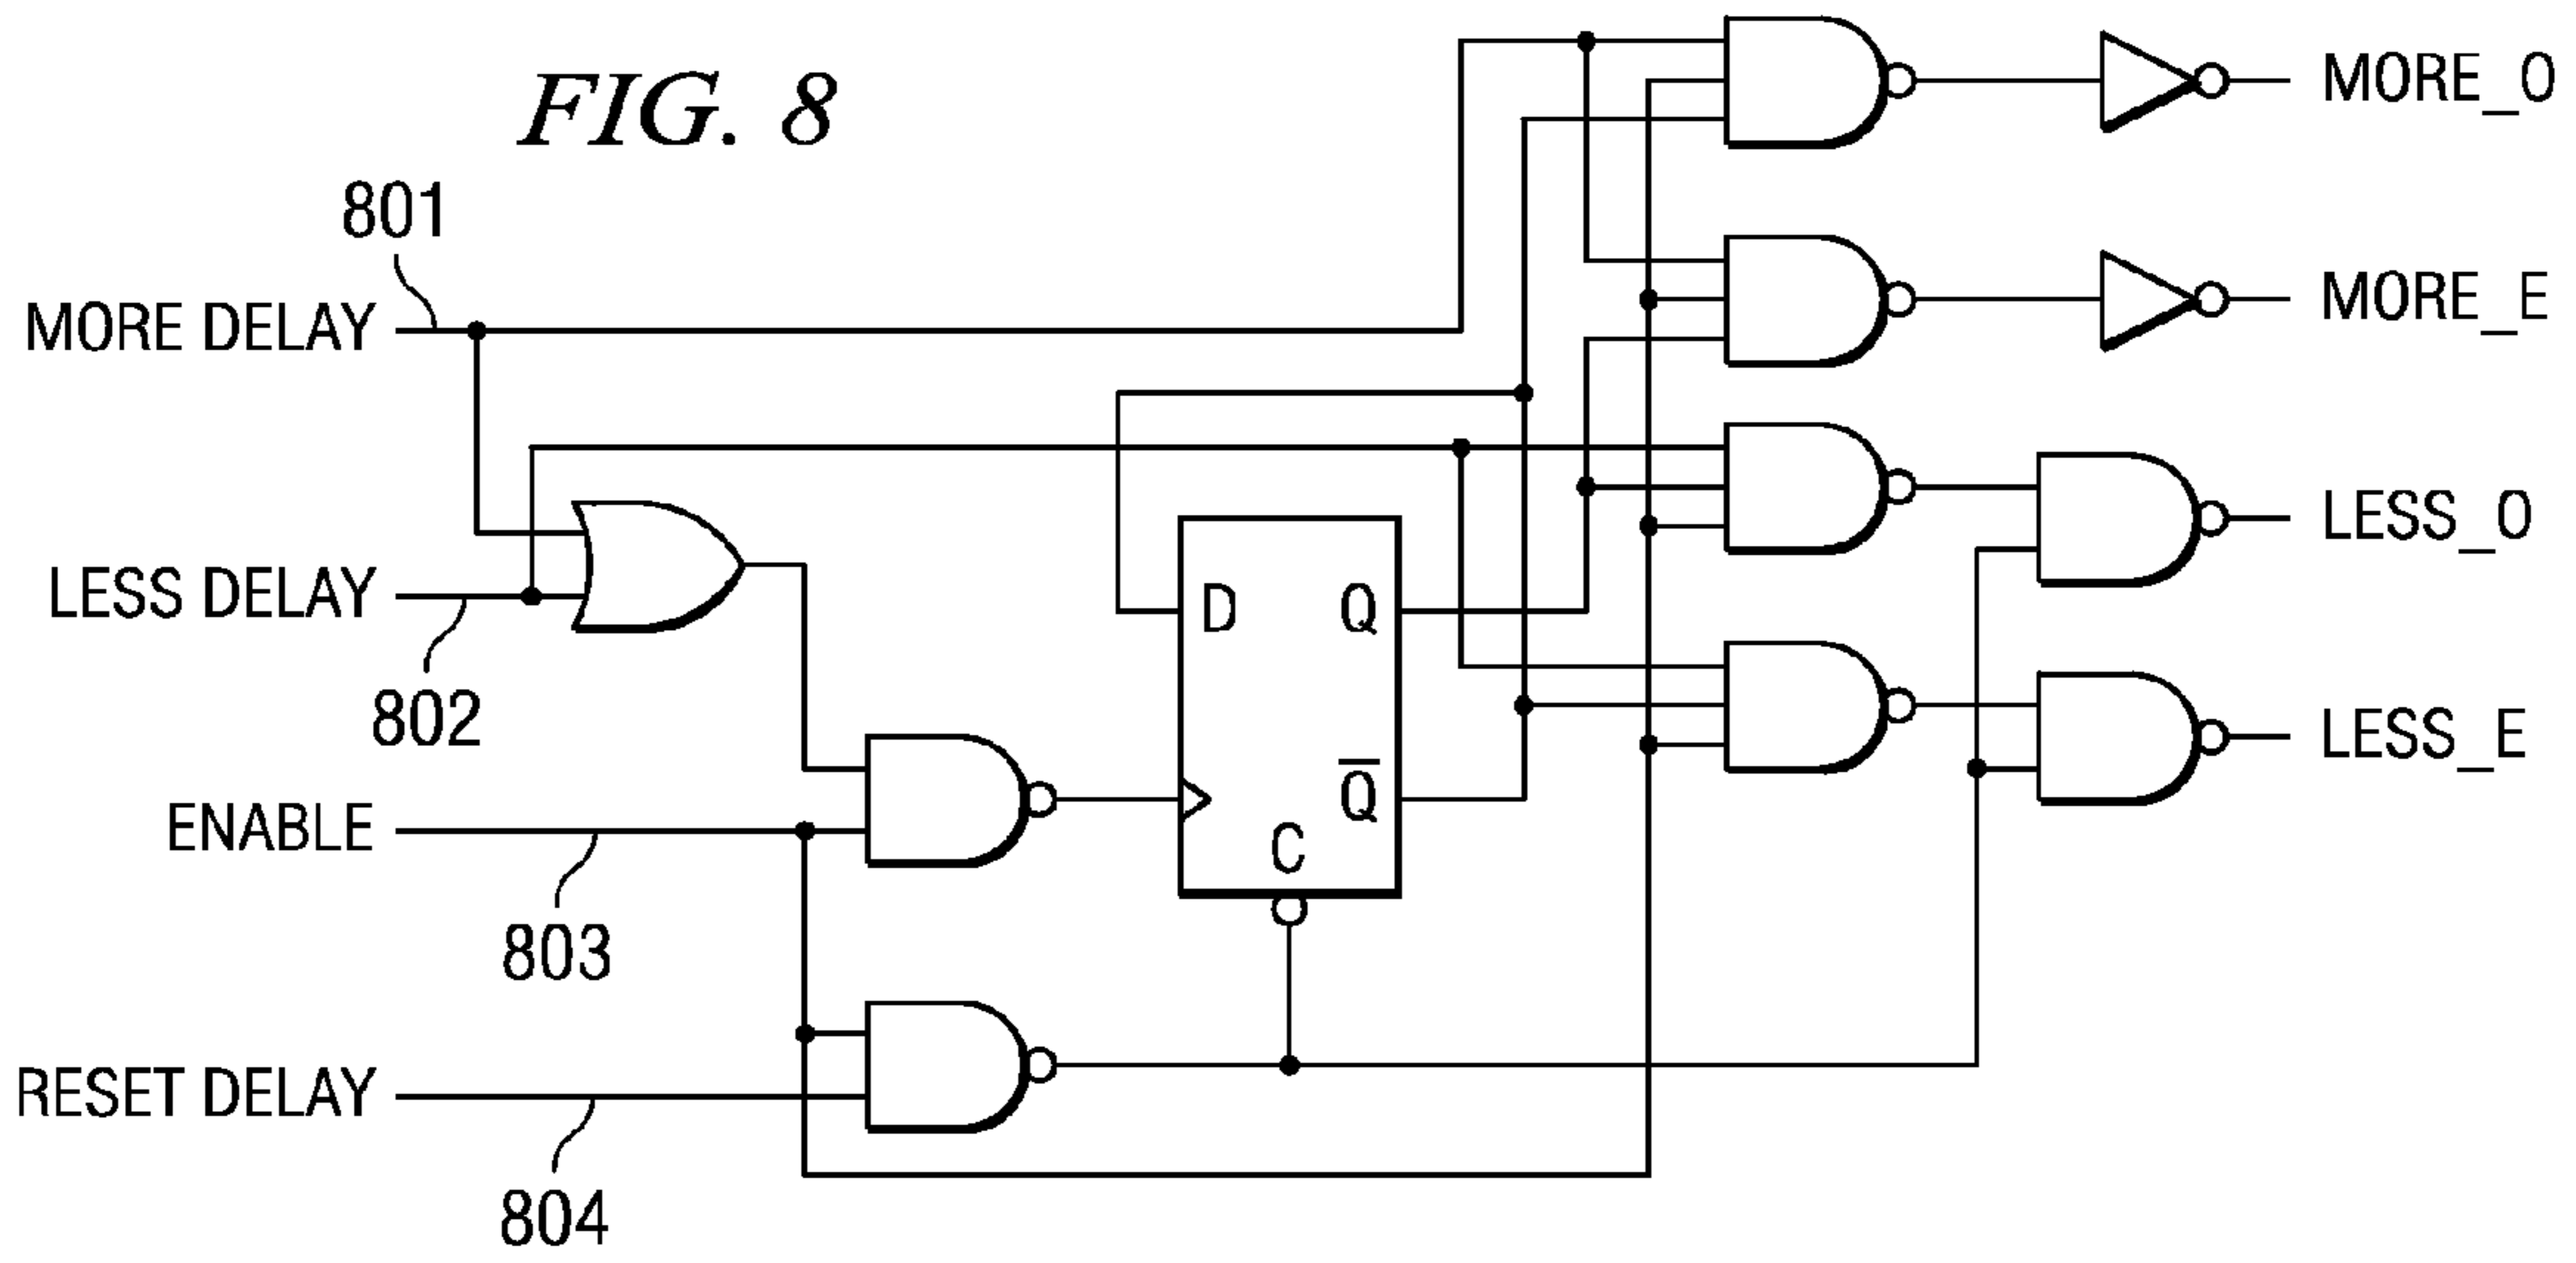 FIG. 8
801
MORE DELAY
LESS DELAY
802
ENABLE
803
RESET DELAY
804
D Q
Q̅
C
MORE_O
MORE_E
LESS_O
LESS_E